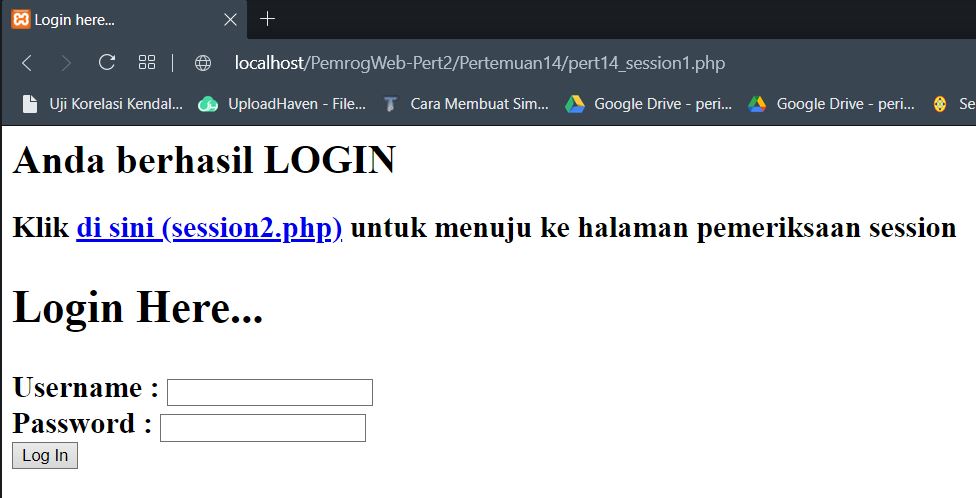 Login here...
localhost/PemrogWeb-Pert2/Pertemuan14/pert14_session1.php
Uji Korelasi Kendal... UploadHaven - File... Cara Membuat Sim... Google Drive - peri... Google Drive - peri... Se
Anda berhasil LOGIN
Klik di sini (session2.php) untuk menuju ke halaman pemeriksaan session
Login Here...
Username :
Password :
Log In